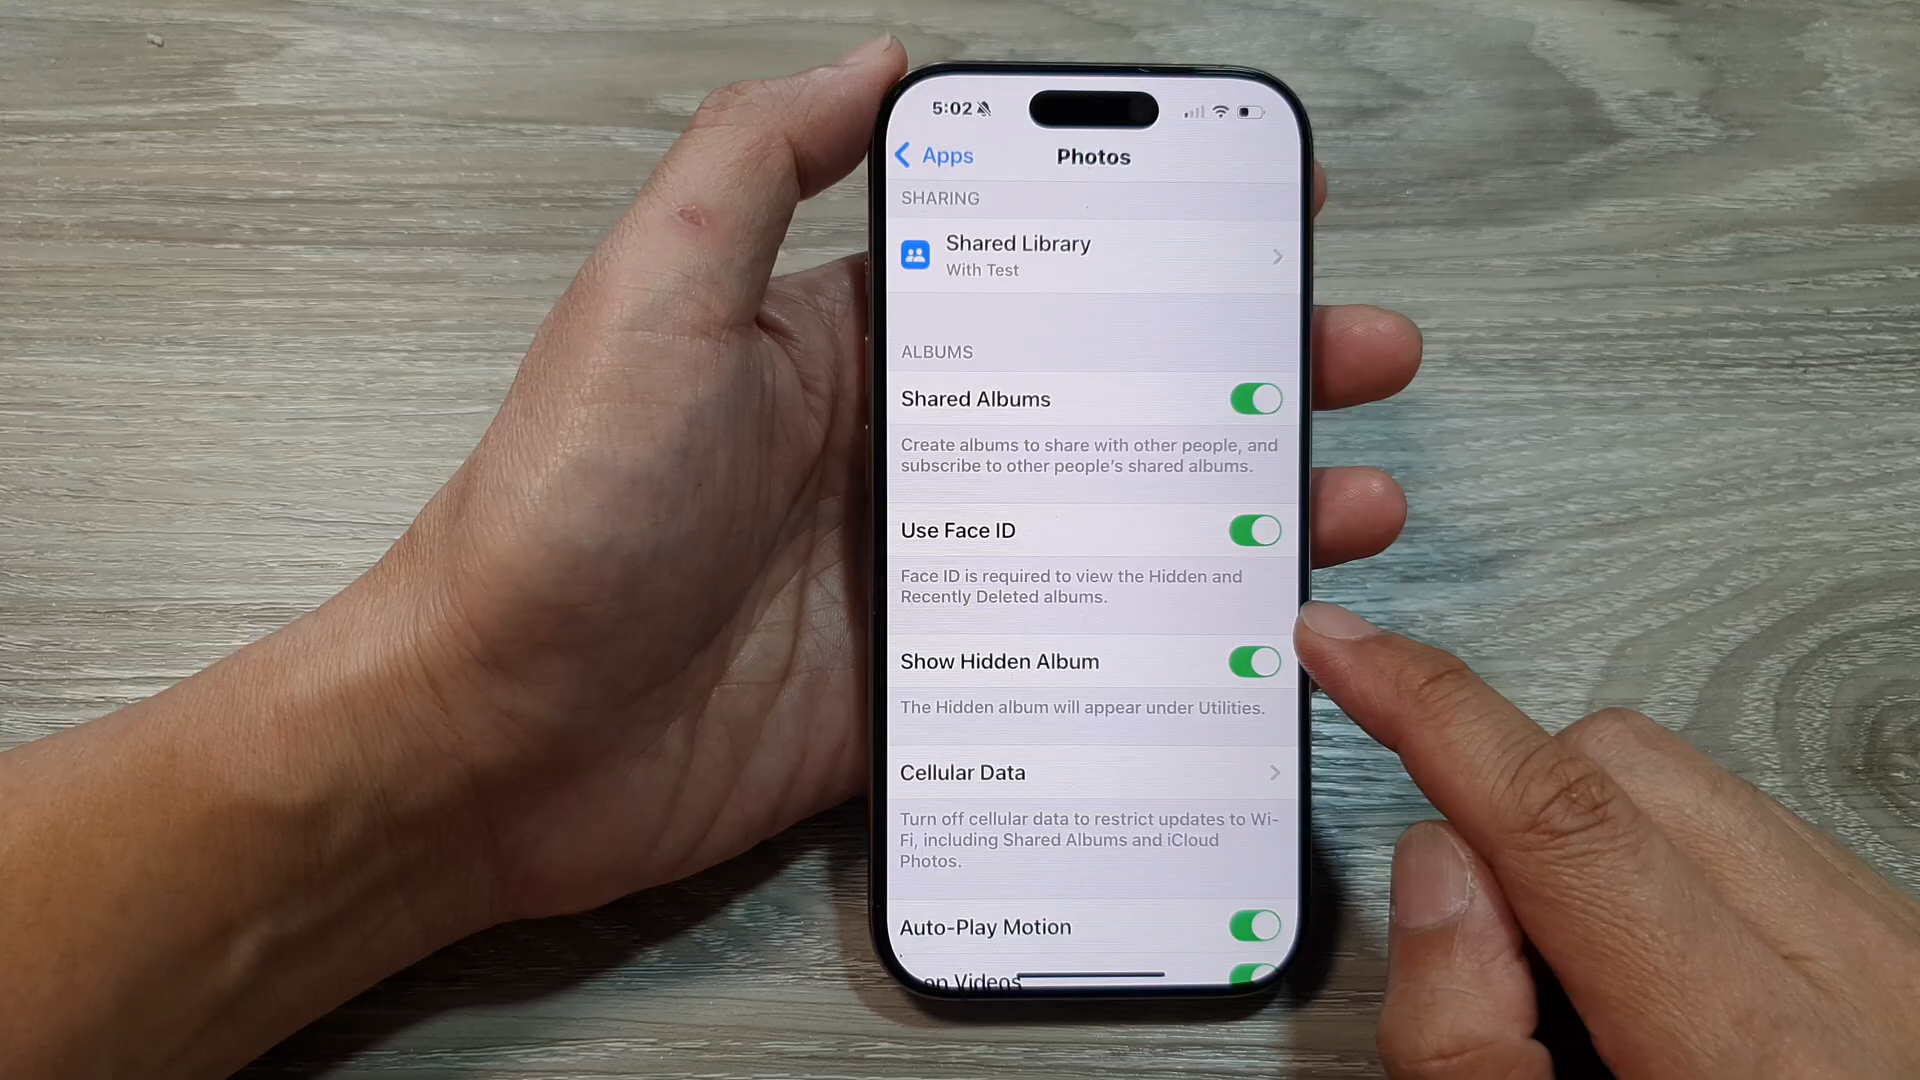 5:02
Apps
Photos
SHARING
Shared Library
With Test
ALBUMS
Shared Albums
Create albums to share with other people, and
subscribe to other people's shared albums.
Use Face ID
Face ID is required to view the Hidden and
Recently Deleted albums.
Show Hidden Album
The Hidden album will appear under Utilities.
Cellular Data
Turn off cellular data to restrict updates to Wi-
Fi, including Shared Albums and iCloud
Photos.
Auto-Play Motion
Videos